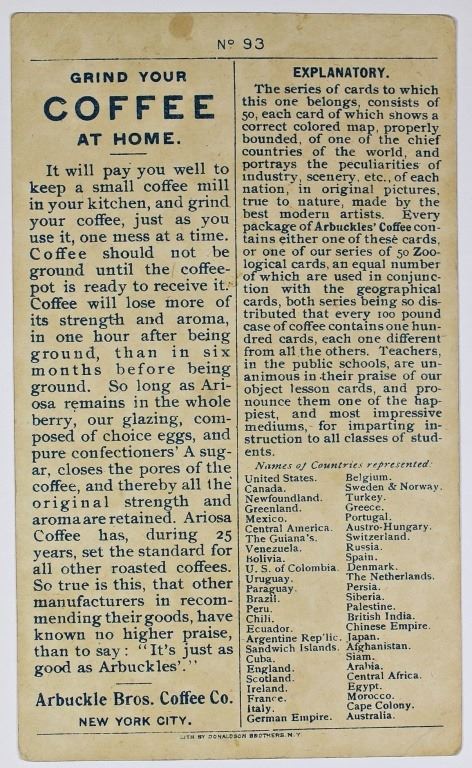 Nº 93
GRIND YOUR
COFFEE
AT HOME.
It will pay you well to
keep a small coffee mill
in your kitchen, and grind
your coffee, just as you
use it, one mess at a time.
Coffee should not be
ground until the coffee-
pot is ready to receive it.
Coffee will lose more of
its strength and aroma,
in one hour after being
ground, than in six
months before being
ground. So long as Ari-
osa remains in the whole
berry, our glazing, com-
posed of choice eggs, and
pure confectioners' A sug-
ar, closes the pores of the
coffee, and thereby all the
original strength and
aroma are retained. Ariosa
Coffee has, during 25
years, set the standard for
all other roasted coffees.
So true is this, that other
manufacturers in recom-
mending their goods, have
known no higher praise,
than to say: "It's just as
good as Arbuckles'."
Arbuckle Bros. Coffee Co.
NEW YORK CITY.
EXPLANATORY.
The series of cards to which
this one belongs, consists of
50, each card of which shows a
correct colored map, properly
bounded, of one of the chief
countries of the world, and
portrays the peculiarities of
industry, scenery, etc., of each
nation, in original pictures,
true to nature, made by the
best modern artists. Every
package of Arbuckles' Coffee con-
tains either one of these cards,
or one of our series of 50 Zoo-
logical cards, an equal number
of which are used in conjunc-
tion with the geographical
cards, both series being so dis-
tributed that every 100 pound
case of coffee contains one hun-
dred cards, each one different
from all the others. Teachers,
in the public schools, are un-
animous in their praise of our
object lesson cards, and pro-
nounce them one of the hap-
piest, and most impressive
mediums, for imparting in-
struction to all classes of stud-
ents.
Names of Countries represented:
United States.
Canada.
Newfoundland.
Greenland.
Mexico.
Central America.
The Guiana's.
Venezuela.
Bolivia.
U. S. of Colombia.
Uruguay.
Paraguay.
Brazil.
Peru.
Chili.
Ecuador.
Argentine Rep'lic.
Sandwich Islands.
Cuba.
England.
Scotland.
Ireland.
France.
Italy.
German Empire.
Belgium.
Sweden & Norway.
Turkey.
Greece.
Portugal.
Austro-Hungary.
Switzerland.
Russia.
Spain.
Denmark.
The Netherlands.
Persia.
Siberia.
Palestine.
British India.
Chinese Empire.
Japan.
Afghanistan.
Siam.
Arabia.
Central Africa.
Egypt.
Morocco.
Cape Colony.
Australia.
LITH BY DONALDSON BROTHERS, N.Y